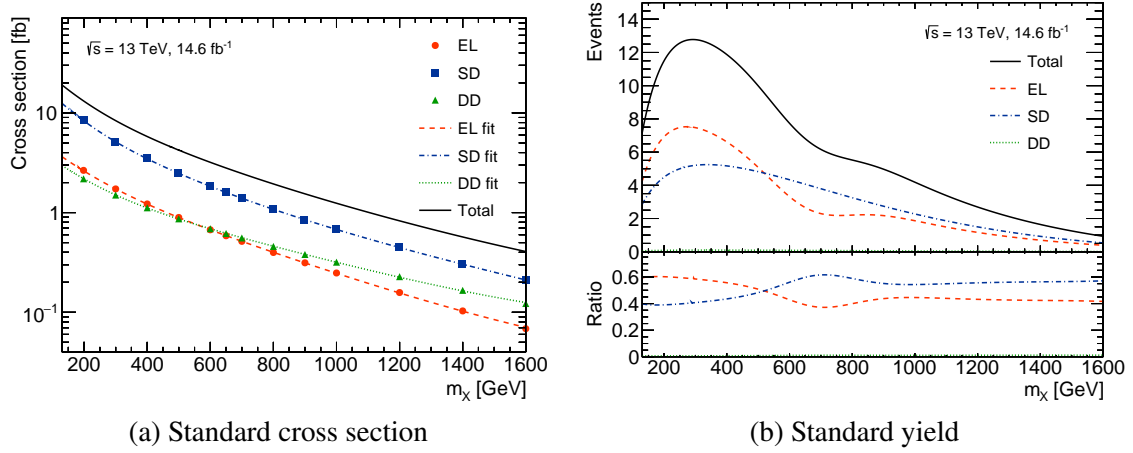 Cross section [fb]
√s = 13 TeV, 14.6 fb⁻¹
EL
SD
DD
EL fit
SD fit
DD fit
Total
10
1
10⁻¹
200 400 600 800 1000 1200 1400 1600
m_X [GeV]
(a) Standard cross section
Events
√s = 13 TeV, 14.6 fb⁻¹
Total
EL
SD
DD
14
12
10
8
6
4
2
0
Ratio
0.6
0.4
0.2
0
200 400 600 800 1000 1200 1400 1600
m_X [GeV]
(b) Standard yield